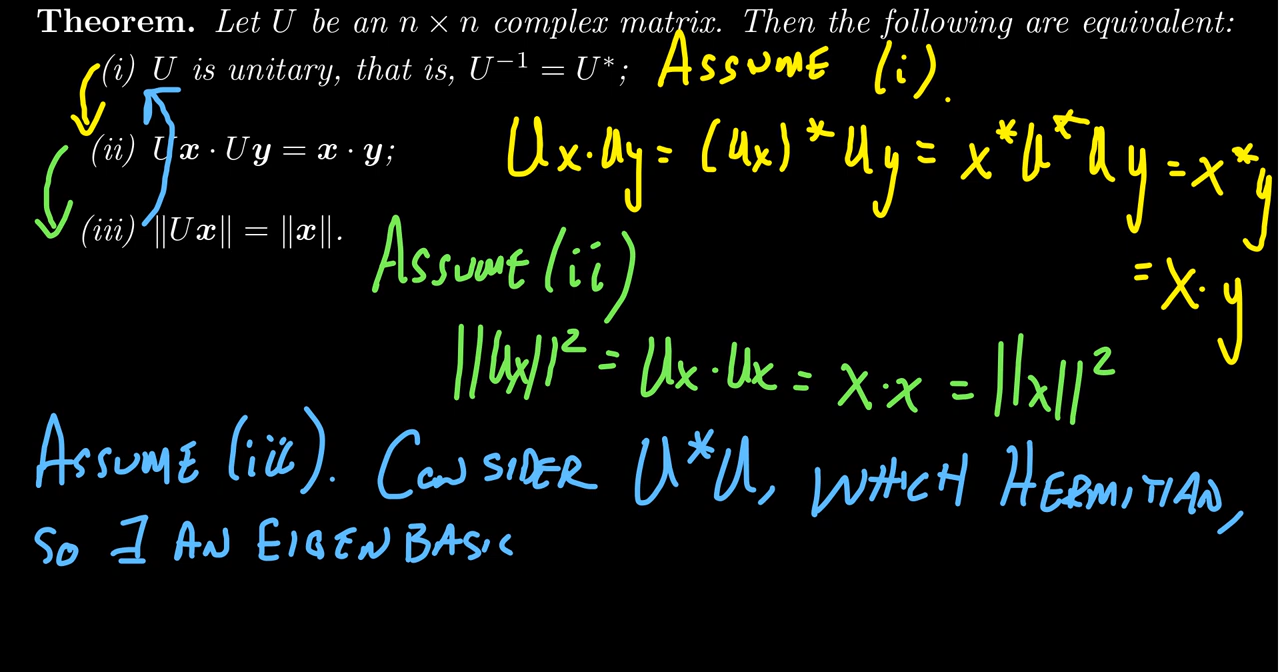 Theorem. Let U be an n × n complex matrix. Then the following are equivalent:
(i) U is unitary, that is, U⁻¹ = U*; ASSUME (i).
(ii) Ux · Uy = x · y; Ux·Uy = (Ux)* Uy = x*U*Uy = x*y
= x·y
(iii) ‖Ux‖ = ‖x‖.
ASSUME (ii)
||Ux||² = Ux·Ux = x·x = ||x||²
ASSUME (iii). CONSIDER U*U, WHICH HERMITIAN,
SO ∃ AN EIGENBASIS